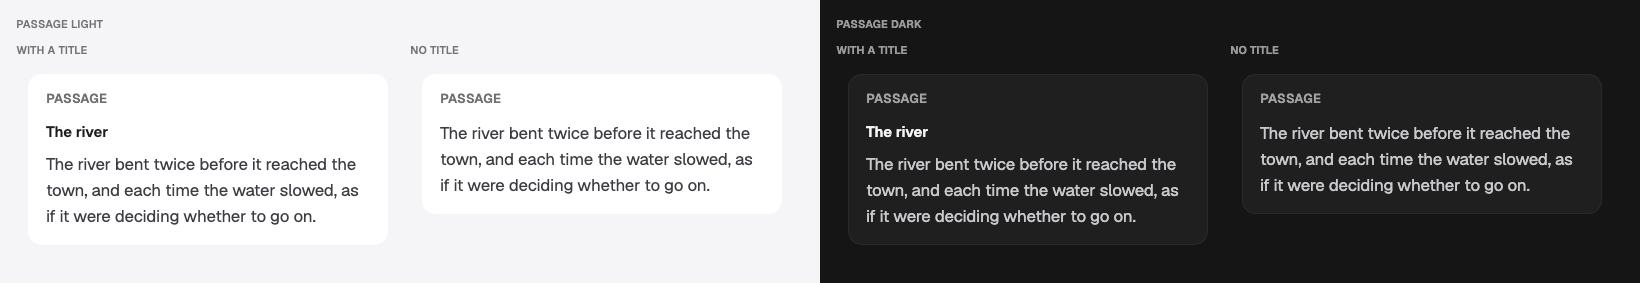 PASSAGE LIGHT
WITH A TITLE
PASSAGE
The river
The river bent twice before it reached the
town, and each time the water slowed, as
if it were deciding whether to go on.
NO TITLE
PASSAGE
The river bent twice before it reached the
town, and each time the water slowed, as
if it were deciding whether to go on.
PASSAGE DARK
WITH A TITLE
PASSAGE
The river
The river bent twice before it reached the
town, and each time the water slowed, as
if it were deciding whether to go on.
NO TITLE
PASSAGE
The river bent twice before it reached the
town, and each time the water slowed, as
if it were deciding whether to go on.